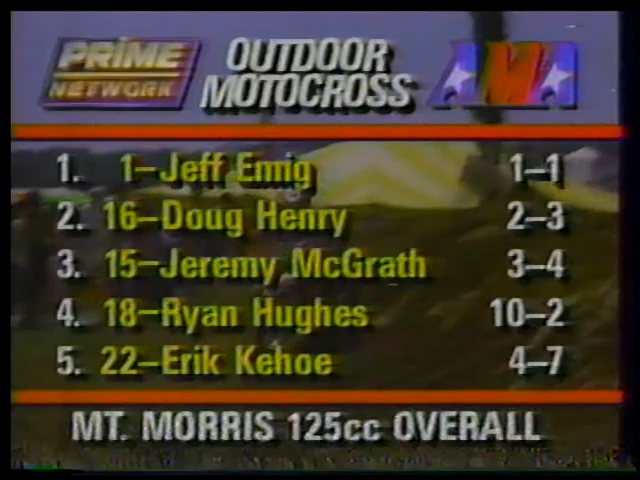 PRIME
NETWORK
OUTDOOR
MOTOCROSS
AMA
1. 1–Jeff Emig 1–1
2. 16–Doug Henry 2–3
3. 15–Jeremy McGrath 3–4
4. 18–Ryan Hughes 10–2
5. 22–Erik Kehoe 4–7
MT. MORRIS 125cc OVERALL